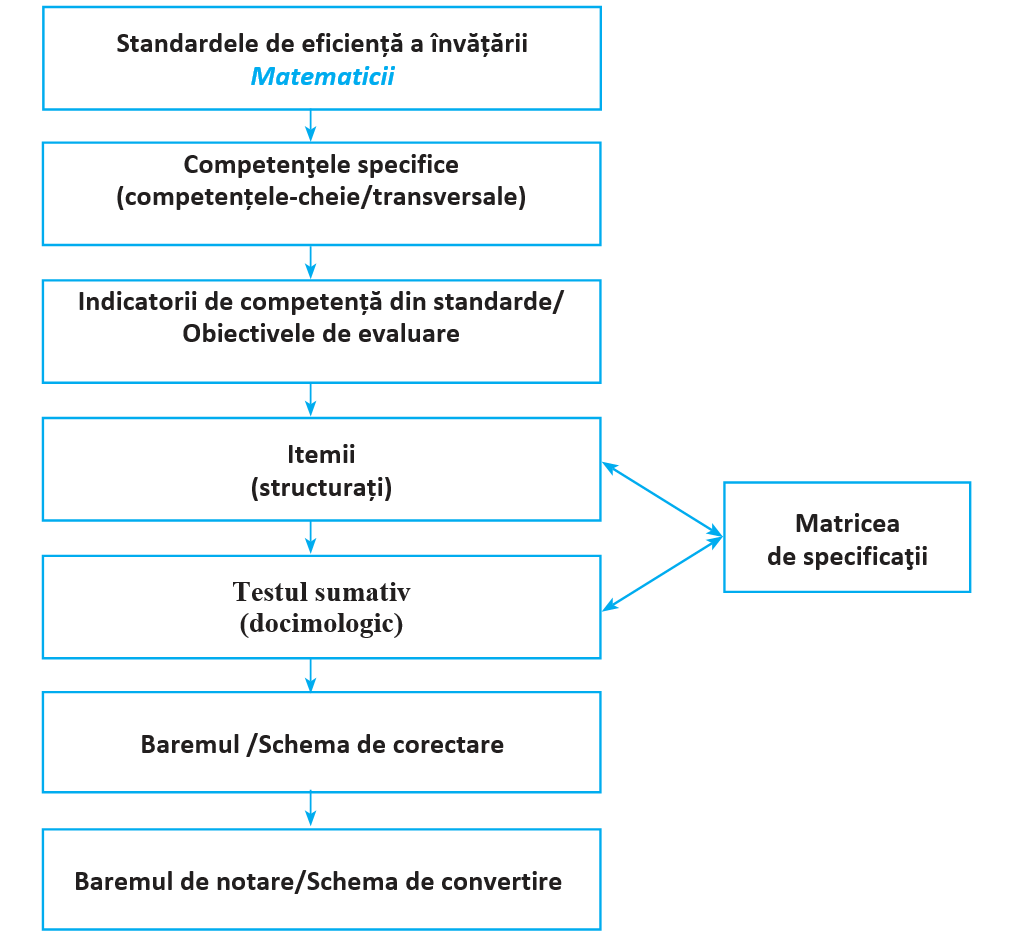 Standardele de eficiență a învățării
Matematicii
Competenţele specifice
(competențele-cheie/transversale)
Indicatorii de competență din standarde/
Obiectivele de evaluare
Itemii
(structurați)
Matricea
de specificaţii
Testul sumativ
(docimologic)
Baremul /Schema de corectare
Baremul de notare/Schema de convertire